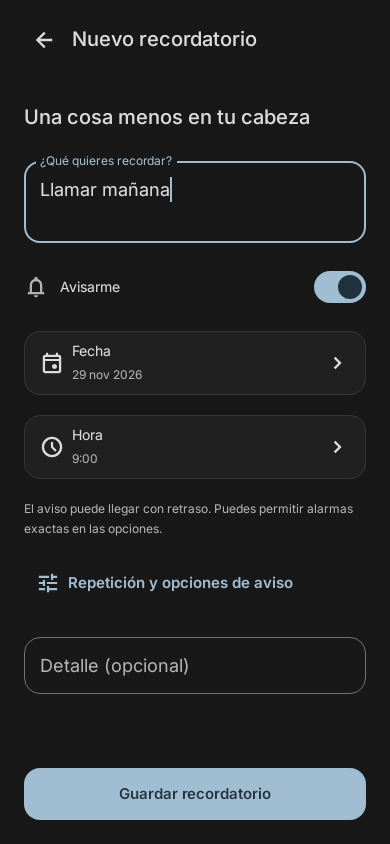 Nuevo recordatorio
Una cosa menos en tu cabeza
¿Qué quieres recordar?
Llamar mañana
Avisarme
Fecha
29 nov 2026
Hora
9:00
El aviso puede llegar con retraso. Puedes permitir alarmas
exactas en las opciones.
Repetición y opciones de aviso
Detalle (opcional)
Guardar recordatorio